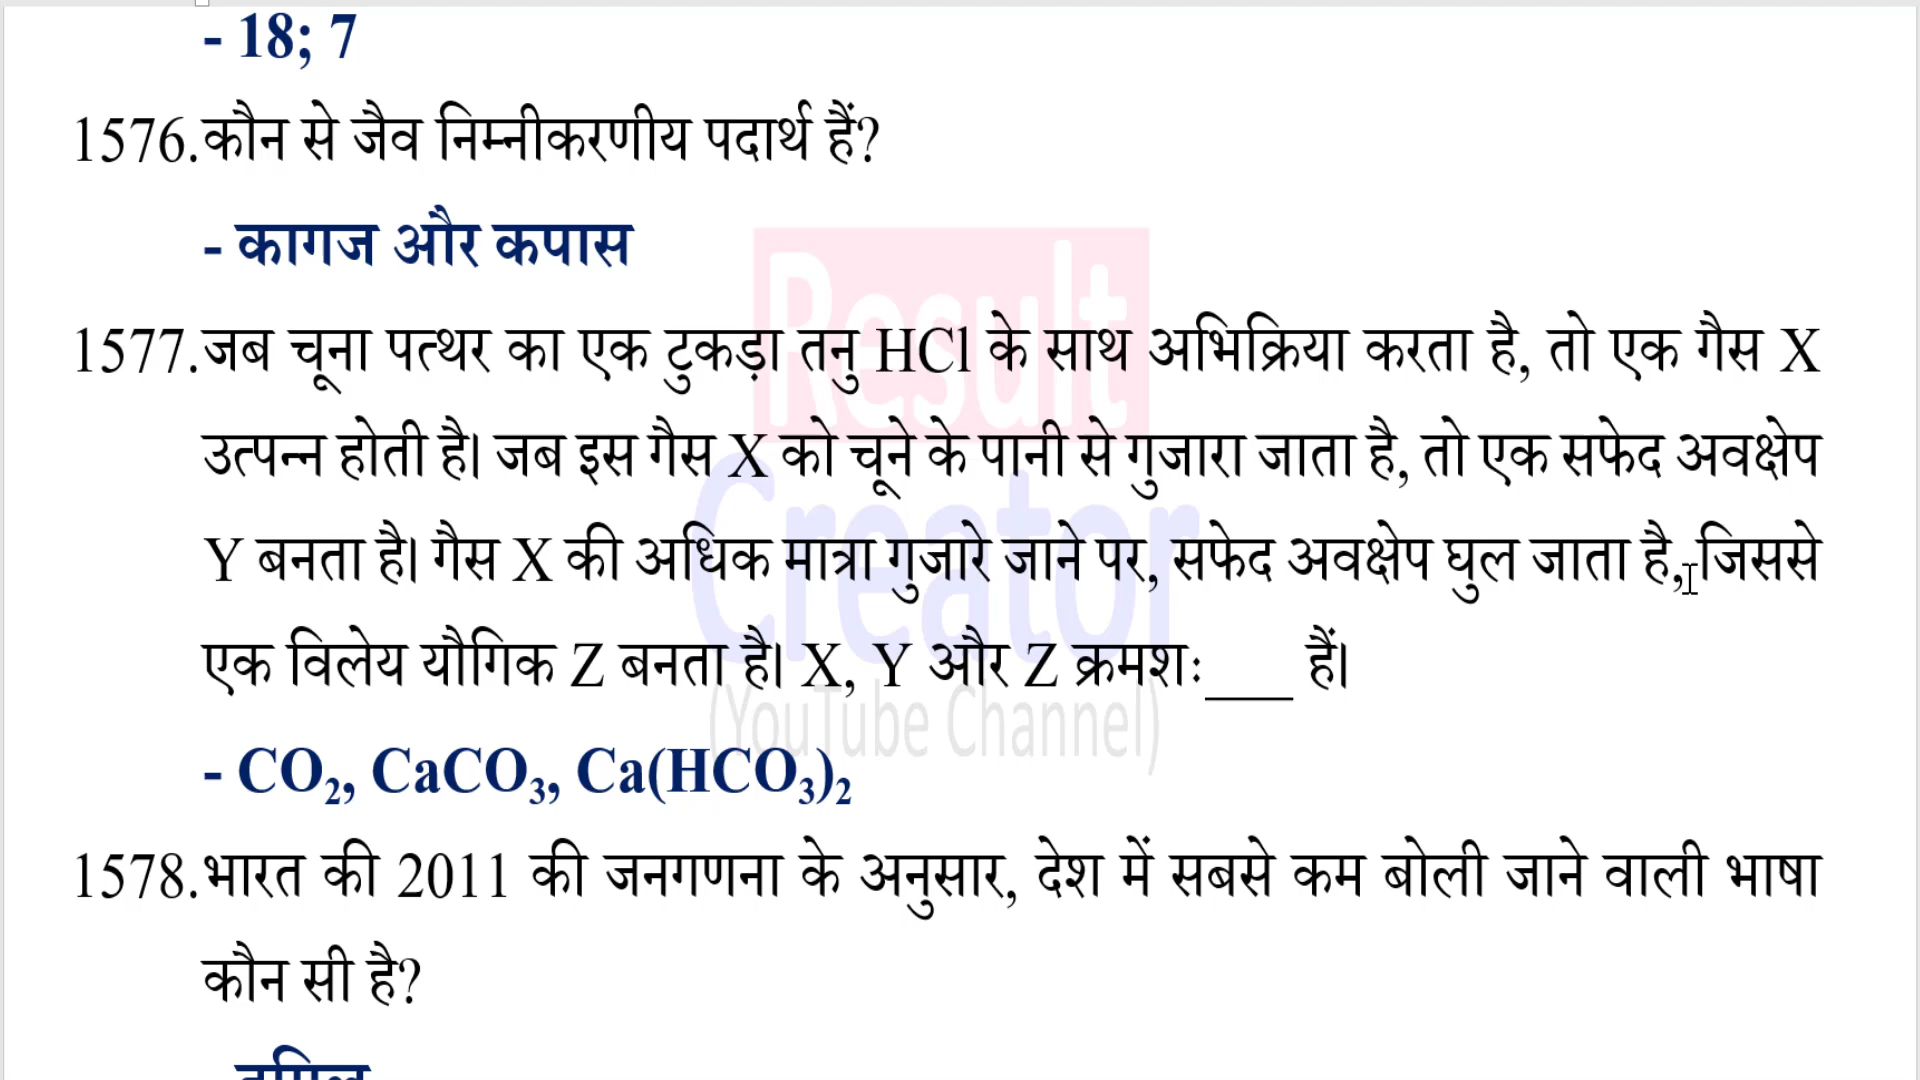 - 18; 7
1576.कौन से जैव निम्नीकरणीय पदार्थ हैं?
- कागज और कपास
1577.जब चूना पत्थर का एक टुकड़ा तनु HCl के साथ अभिक्रिया करता है, तो एक गैस X
उत्पन्न होती है। जब इस गैस X को चूने के पानी से गुजारा जाता है, तो एक सफेद अवक्षेप
Y बनता है। गैस X की अधिक मात्रा गुजारे जाने पर, सफेद अवक्षेप घुल जाता है, जिससे
एक विलेय यौगिक Z बनता है। X, Y और Z क्रमशः___ हैं।
- CO₂, CaCO₃, Ca(HCO₃)₂
1578.भारत की 2011 की जनगणना के अनुसार, देश में सबसे कम बोली जाने वाली भाषा
कौन सी है?
Result
Creator
(YouTube Channel)